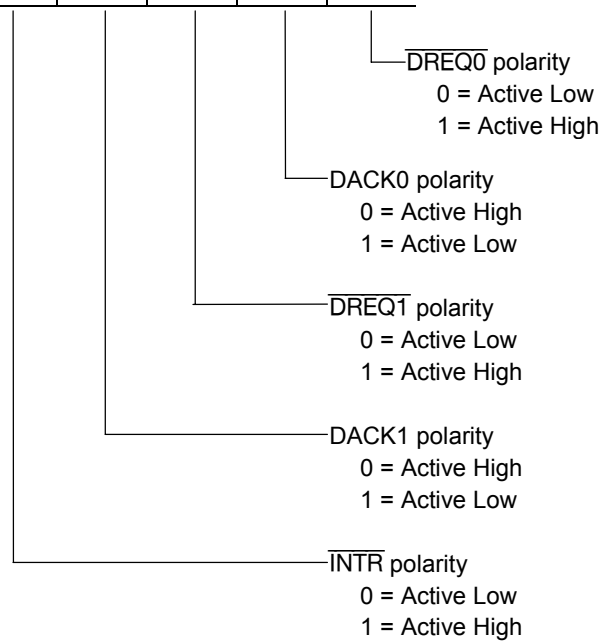 DREQ0 polarity
0 = Active Low
1 = Active High
DACK0 polarity
0 = Active High
1 = Active Low
DREQ1 polarity
0 = Active Low
1 = Active High
DACK1 polarity
0 = Active High
1 = Active Low
INTR polarity
0 = Active Low
1 = Active High